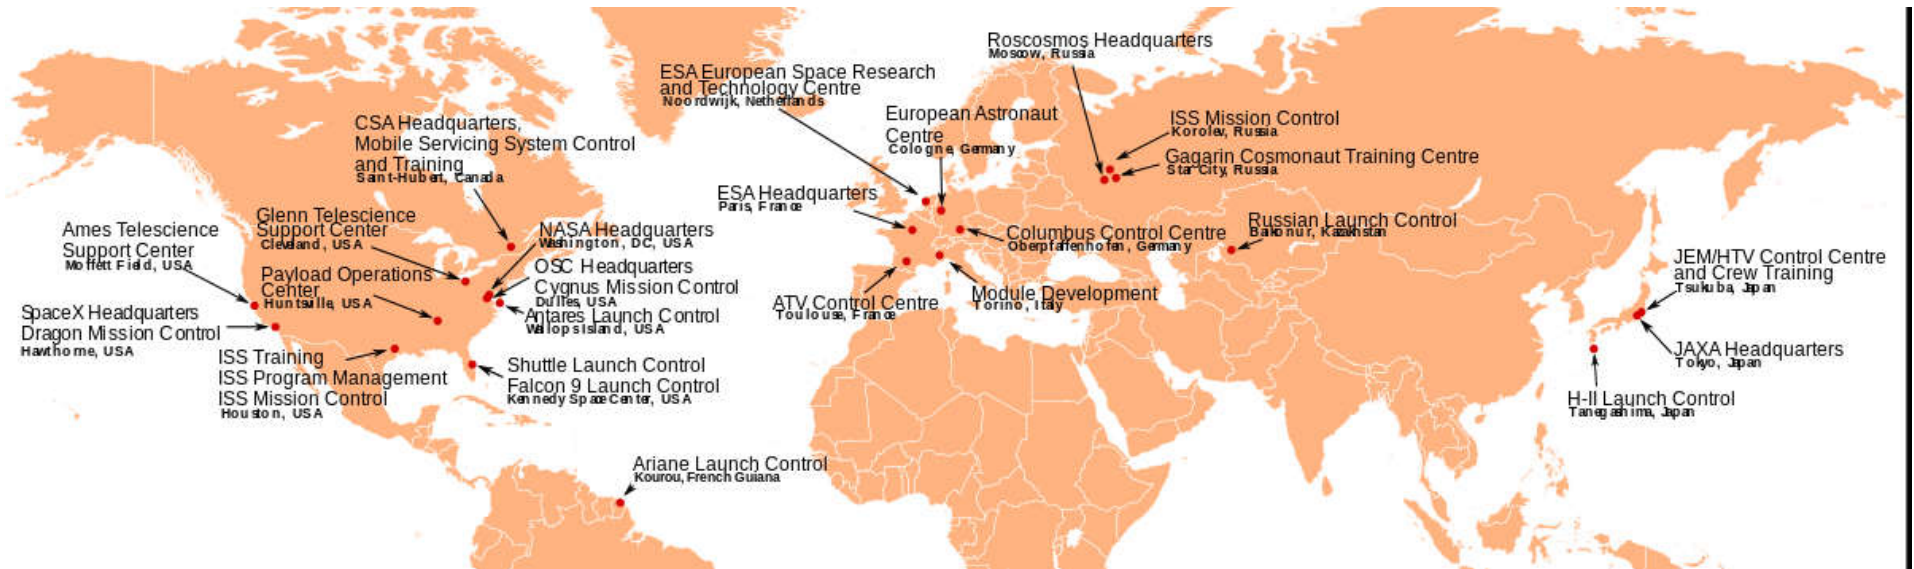 Roscosmos Headquarters
Moscow, Russia
ESA European Space Research
and Technology Centre
Noordwijk, Netherlands
European Astronaut
Centre
Cologne, Germany
CSA Headquarters,
Mobile Servicing System Control
and Training
Saint-Hubert, Canada
ISS Mission Control
Korolev, Russia
Gagarin Cosmonaut Training Centre
Star City, Russia
ESA Headquarters
Paris, France
Glenn Telescience
Support Center
Cleveland, USA
Ames Telescience
Support Center
Moffett Field, USA
NASA Headquarters
Washington, DC, USA
Columbus Control Centre
Oberpfaffenhofen, Germany
Russian Launch Control
Baikonur, Kazakhstan
OSC Headquarters
Cygnus Mission Control
Dulles, USA
Payload Operations
Center
Huntsville, USA
JEM/HTV Control Centre
and Crew Training
Tsukuba, Japan
SpaceX Headquarters
Dragon Mission Control
Hawthorne, USA
Antares Launch Control
Wallops Island, USA
ATV Control Centre
Toulouse, France
Module Development
Torino, Italy
ISS Training
ISS Program Management
ISS Mission Control
Houston, USA
Shuttle Launch Control
Falcon 9 Launch Control
Kennedy Space Center, USA
JAXA Headquarters
Tokyo, Japan
H-II Launch Control
Tanegashima, Japan
Ariane Launch Control
Kourou, French Guiana